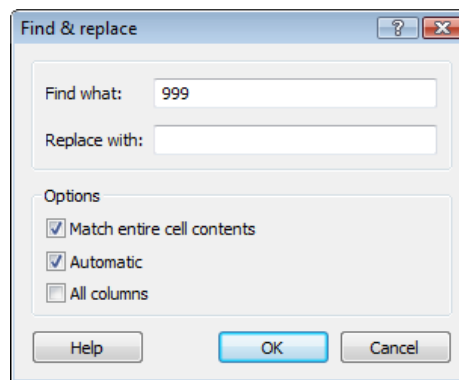 Find & replace
Find what: 999
Replace with:
Options
Match entire cell contents
Automatic
All columns
Help OK Cancel